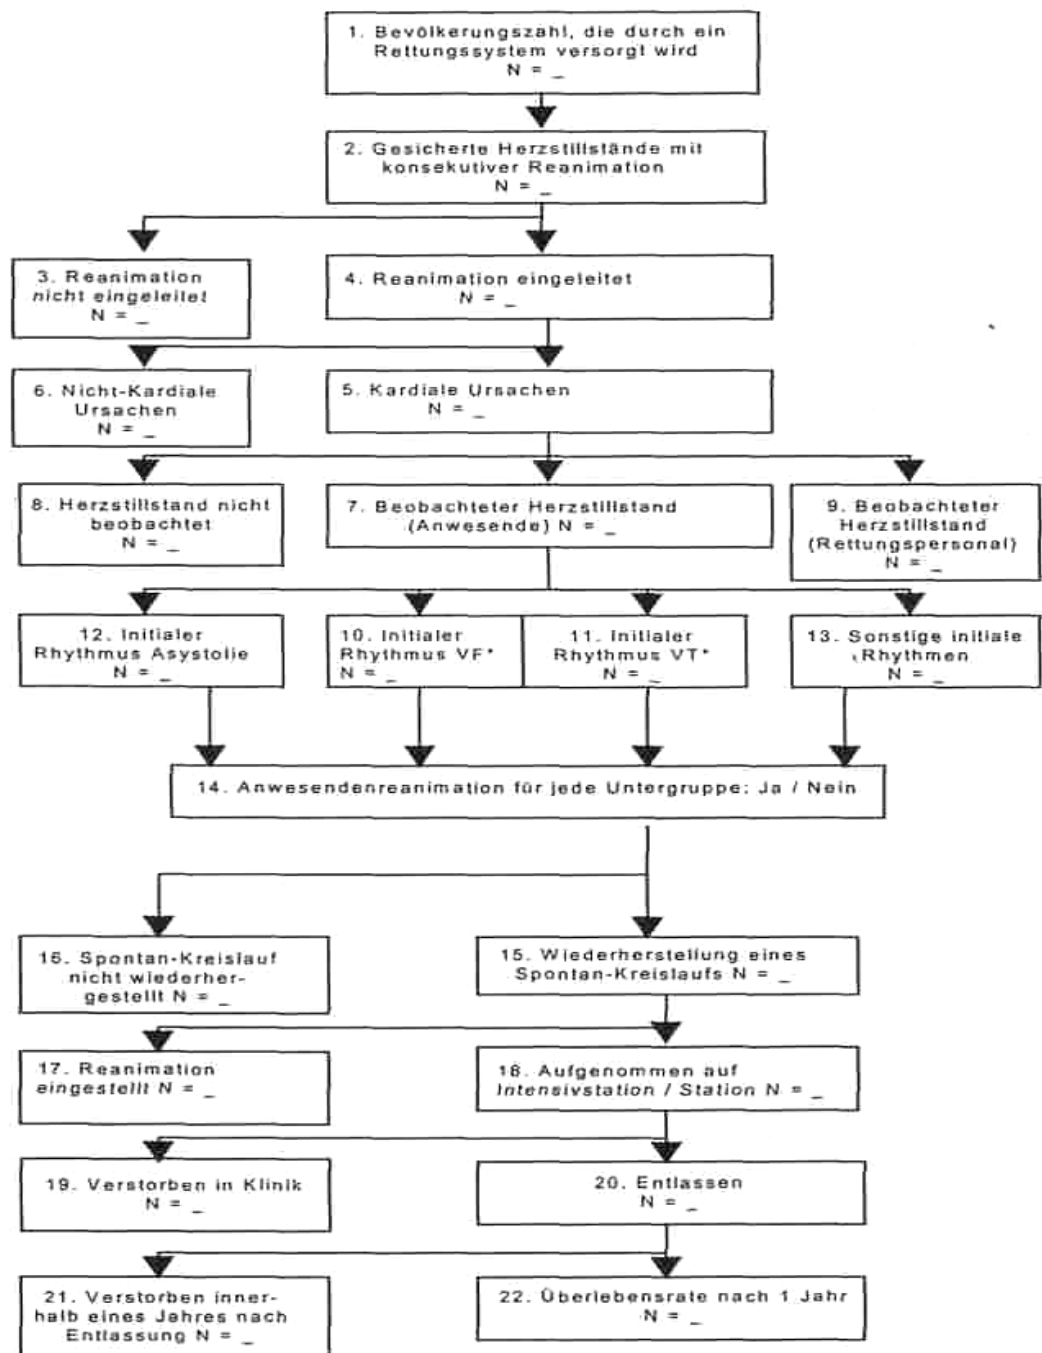 1. Bevölkerungszahl, die durch ein
Rettungssystem versorgt wird
N = _
2. Gesicherte Herzstillstände mit
konsekutiver Reanimation
N = _
3. Reanimation
nicht eingeleitet
N = _
4. Reanimation eingeleitet
N = _
6. Nicht-Kardiale
Ursachen
N = _
5. Kardiale Ursachen
N = _
8. Herzstillstand nicht
beobachtet
N = _
7. Beobachteter Herzstillstand
(Anwesende) N = _
9. Beobachteter
Herzstillstand
(Rettungspersonal)
N = _
12. Initialer
Rhythmus Asystolie
N = _
10. Initialer
Rhythmus VF*
N = _
11. Initialer
Rhythmus VT*
N = _
13. Sonstige initiale
Rhythmen
N = _
14. Anwesendenreanimation für jede Untergruppe: Ja / Nein
16. Spontan-Kreislauf
nicht wiederher-
gestellt N = _
15. Wiederherstellung eines
Spontan-Kreislaufs N = _
17. Reanimation
eingestellt N = _
18. Aufgenommen auf
Intensivstation / Station N = _
19. Verstorben in Klinik
N = _
20. Entlassen
N = _
21. Verstorben inner-
halb eines Jahres nach
Entlassung N = _
22. Überlebensrate nach 1 Jahr
N = _